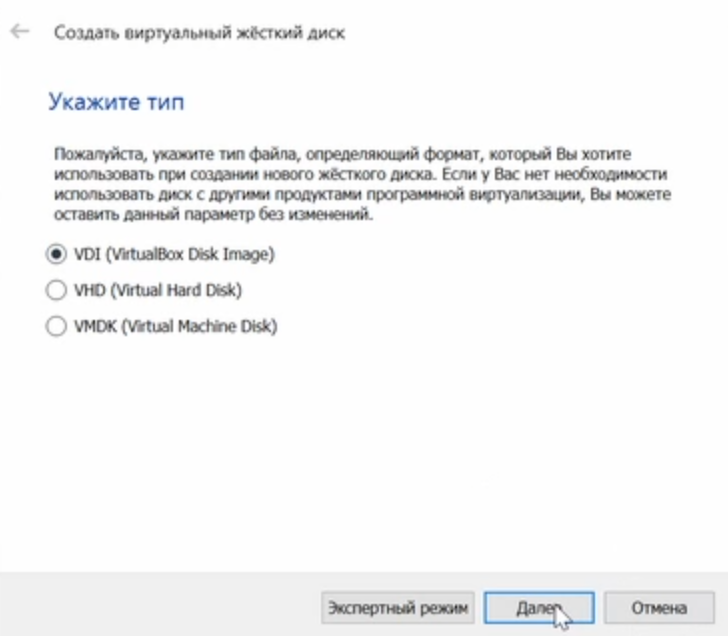 Создать виртуальный жёсткий диск
Укажите тип
Пожалуйста, укажите тип файла, определяющий формат, который Вы хотите
использовать при создании нового жёсткого диска. Если у Вас нет необходимости
использовать диск с другими продуктами программной виртуализации, Вы можете
оставить данный параметр без изменений.
VDI (VirtualBox Disk Image)
VHD (Virtual Hard Disk)
VMDK (Virtual Machine Disk)
Экспертный режим Далее Отмена